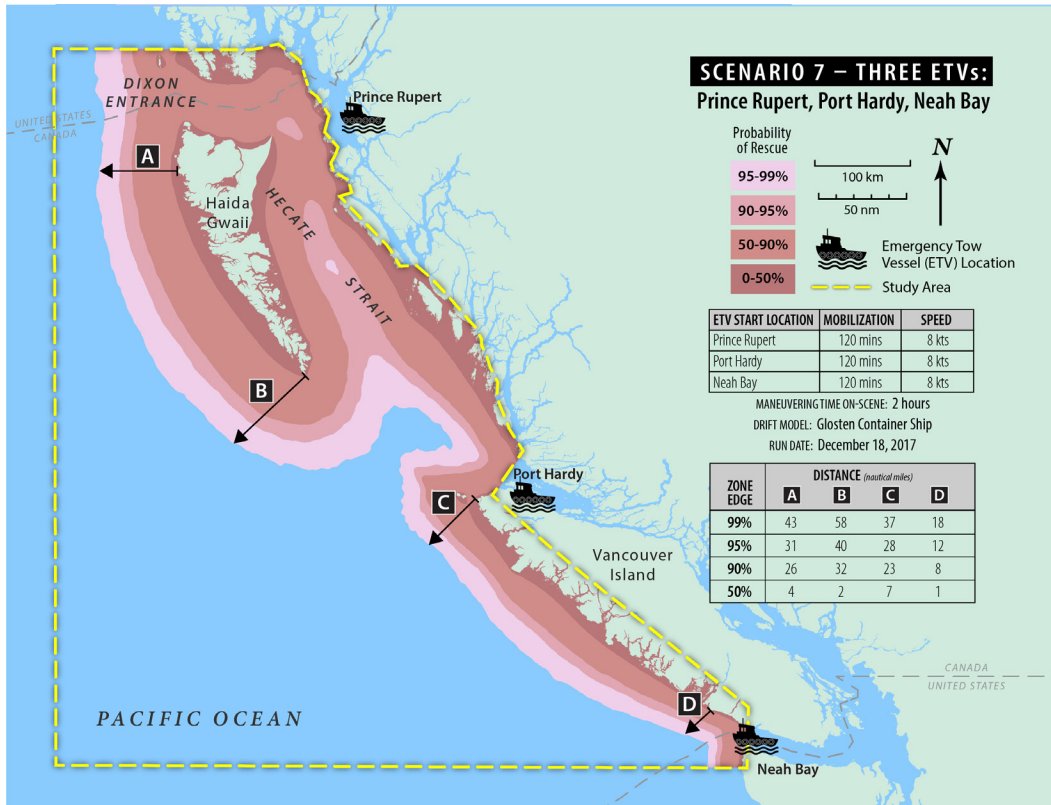 SCENARIO 7 – THREE ETVs:
Prince Rupert, Port Hardy, Neah Bay
Probability
of Rescue
95-99%
90-95%
50-90%
0-50%
100 km
50 nm
N
Emergency Tow
Vessel (ETV) Location
Study Area
ETV START LOCATION MOBILIZATION SPEED
Prince Rupert 120 mins 8 kts
Port Hardy 120 mins 8 kts
Neah Bay 120 mins 8 kts
MANEUVERING TIME ON-SCENE: 2 hours
DRIFT MODEL: Glosten Container Ship
RUN DATE: December 18, 2017
ZONE
EDGE
DISTANCE (nautical miles)
A B C D
99% 43 58 37 18
95% 31 40 28 12
90% 26 32 23 8
50% 4 2 7 1
DIXON
ENTRANCE
UNITED STATES
CANADA
Prince Rupert
A
Haida
Gwaii
HECATE
STRAIT
B
Port Hardy
C
Vancouver
Island
D
Neah Bay
PACIFIC OCEAN
CANADA
UNITED STATES